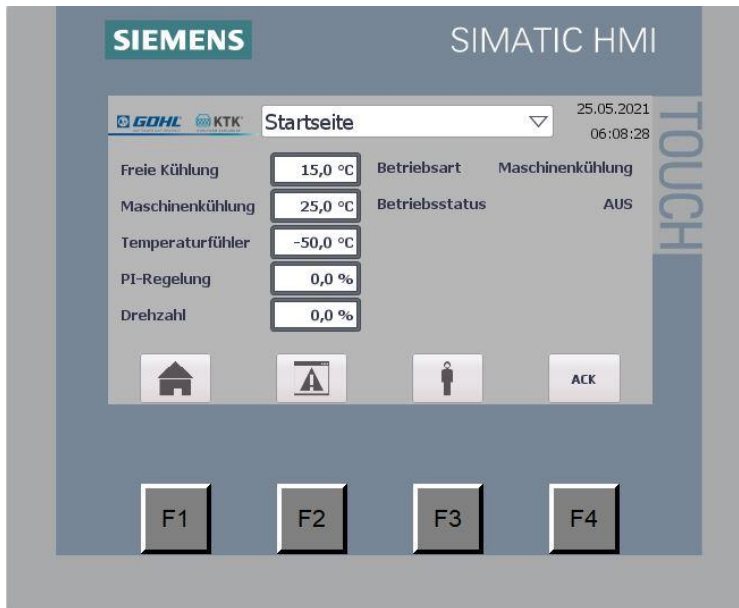 SIEMENS
SIMATIC HMI
GOHL KTK
Startseite
25.05.2021
06:08:28
TOUCH
Freie Kühlung 15,0 °C Betriebsart Maschinenkühlung
Maschinenkühlung 25,0 °C Betriebsstatus AUS
Temperaturfühler -50,0 °C
PI-Regelung 0,0 %
Drehzahl 0,0 %
ACK
F1 F2 F3 F4